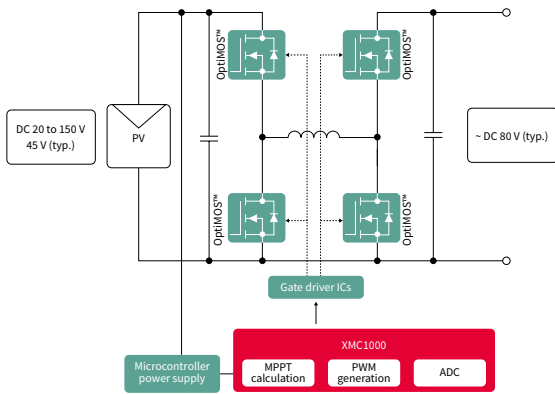 OptiMOS™
OptiMOS™
DC 20 to 150 V
45 V (typ.)
PV
~ DC 80 V (typ.)
OptiMOS™
OptiMOS™
Gate driver ICs
XMC1000
Microcontroller
power supply
MPPT
calculation
PWM
generation
ADC